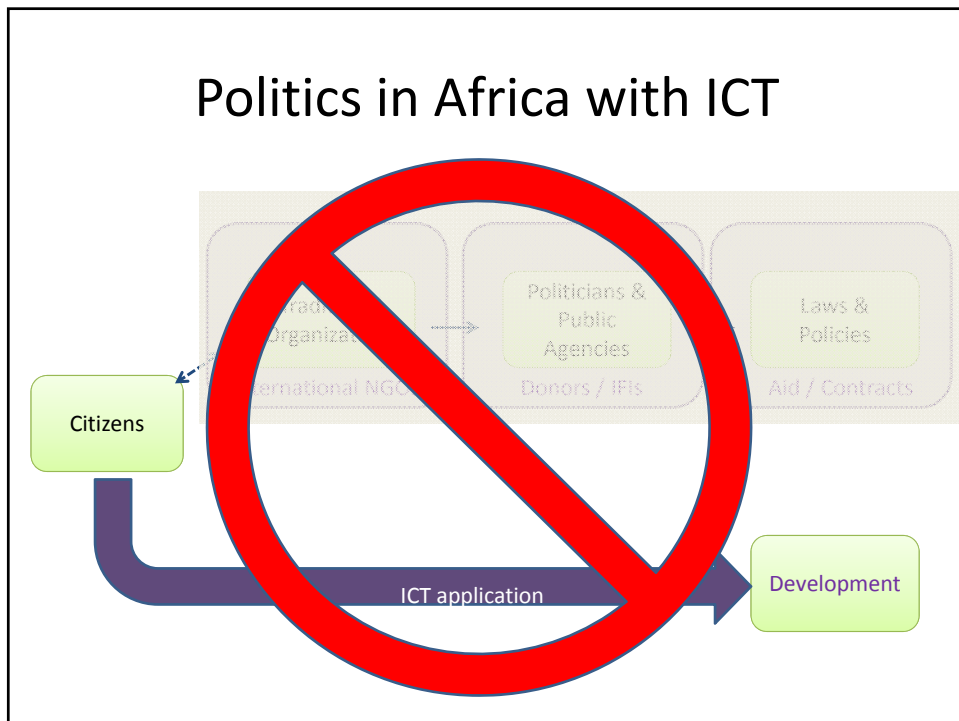 Politics in Africa with ICT
Politicians &
Public
Agencies
Laws &
Policies
Donors / IFIs
Aid / Contracts
Citizens
ICT application
Development